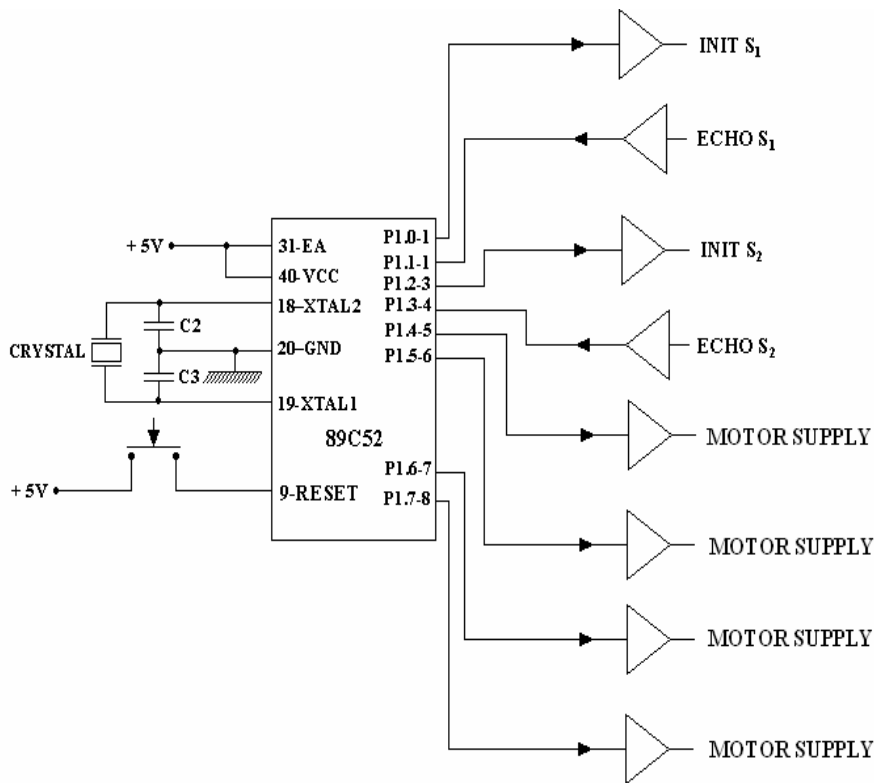 INIT S₁
ECHO S₁
INIT S₂
ECHO S₂
MOTOR SUPPLY
MOTOR SUPPLY
MOTOR SUPPLY
MOTOR SUPPLY
+ 5V
31-EA
40-VCC
18-XTAL2
20-GND
19-XTAL1
89C52
9-RESET
P1.0-1
P1.1-1
P1.2-3
P1.3-4
P1.4-5
P1.5-6
P1.6-7
P1.7-8
CRYSTAL
C2
C3
+ 5V